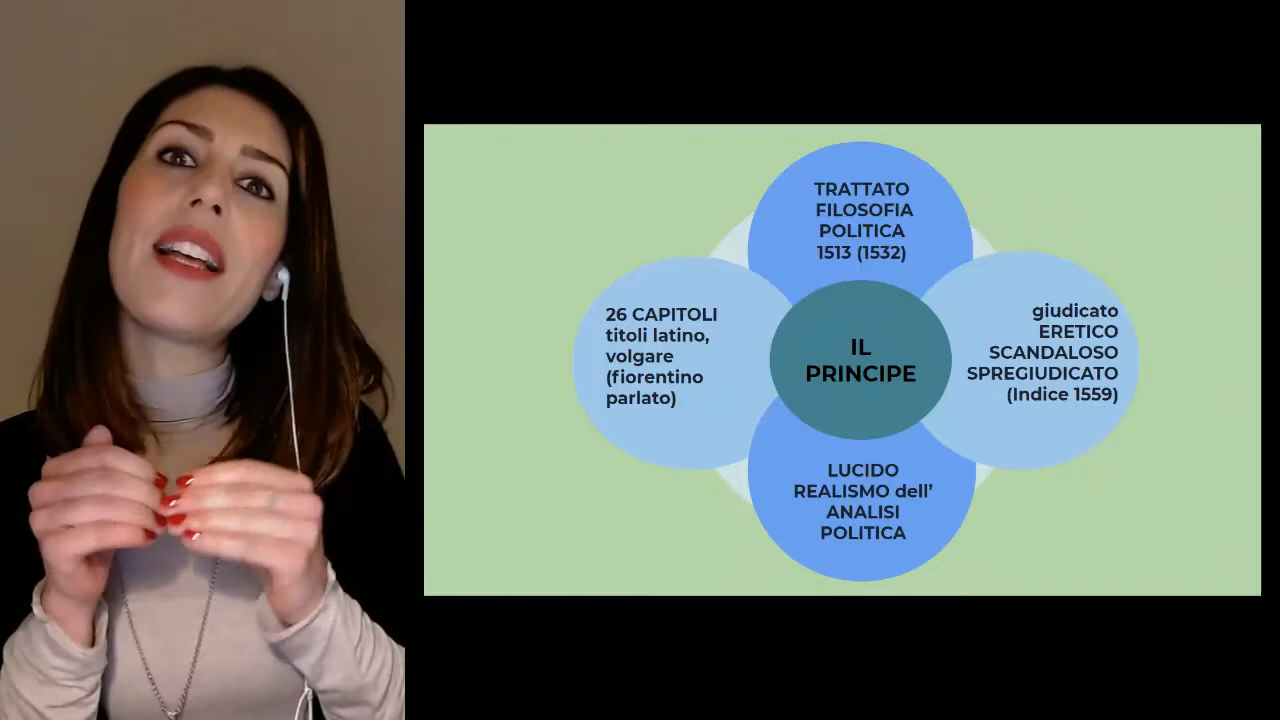 TRATTATO
FILOSOFIA
POLITICA
1513 (1532)
26 CAPITOLI
titoli latino,
volgare
(fiorentino
parlato)
IL
PRINCIPE
giudicato
ERETICO
SCANDALOSO
SPREGIUDICATO
(Indice 1559)
LUCIDO
REALISMO dell'
ANALISI
POLITICA